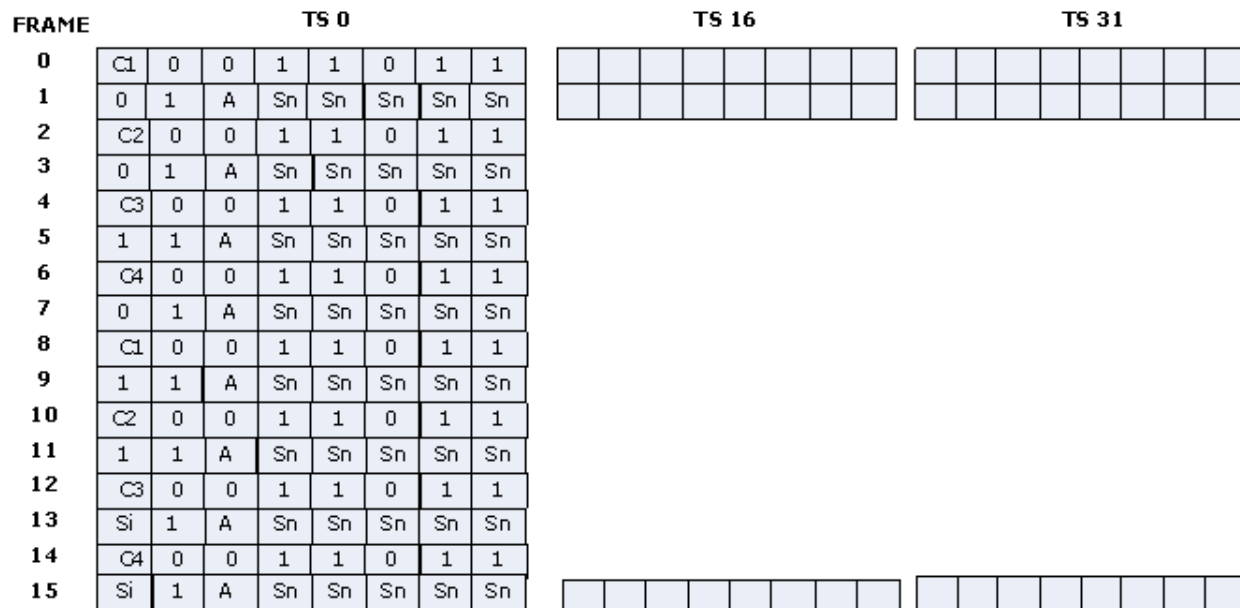 FRAME TS 0 TS 16 TS 31
0 C1 0 0 1 1 0 1 1
1 0 1 A Sn Sn Sn Sn Sn
2 C2 0 0 1 1 0 1 1
3 0 1 A Sn Sn Sn Sn Sn
4 C3 0 0 1 1 0 1 1
5 1 1 A Sn Sn Sn Sn Sn
6 C4 0 0 1 1 0 1 1
7 0 1 A Sn Sn Sn Sn Sn
8 C1 0 0 1 1 0 1 1
9 1 1 A Sn Sn Sn Sn Sn
10 C2 0 0 1 1 0 1 1
11 1 1 A Sn Sn Sn Sn Sn
12 C3 0 0 1 1 0 1 1
13 Si 1 A Sn Sn Sn Sn Sn
14 C4 0 0 1 1 0 1 1
15 Si 1 A Sn Sn Sn Sn Sn